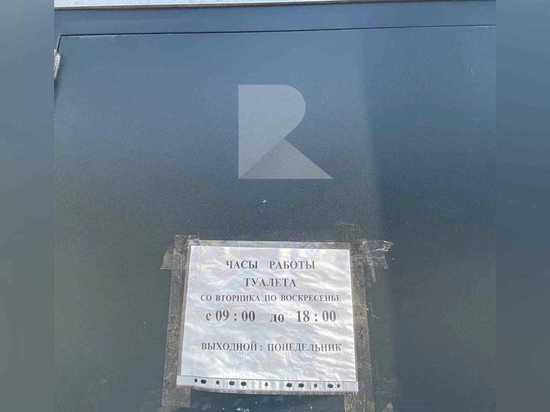 ЧАСЫ РАБОТЫ
ТУАЛЕТА
СО ВТОРНИКА ПО ВОСКРЕСЕНЬЕ
с 09 : 00 до 18 : 00
ВЫХОДНОЙ : ПОНЕДЕЛЬНИК